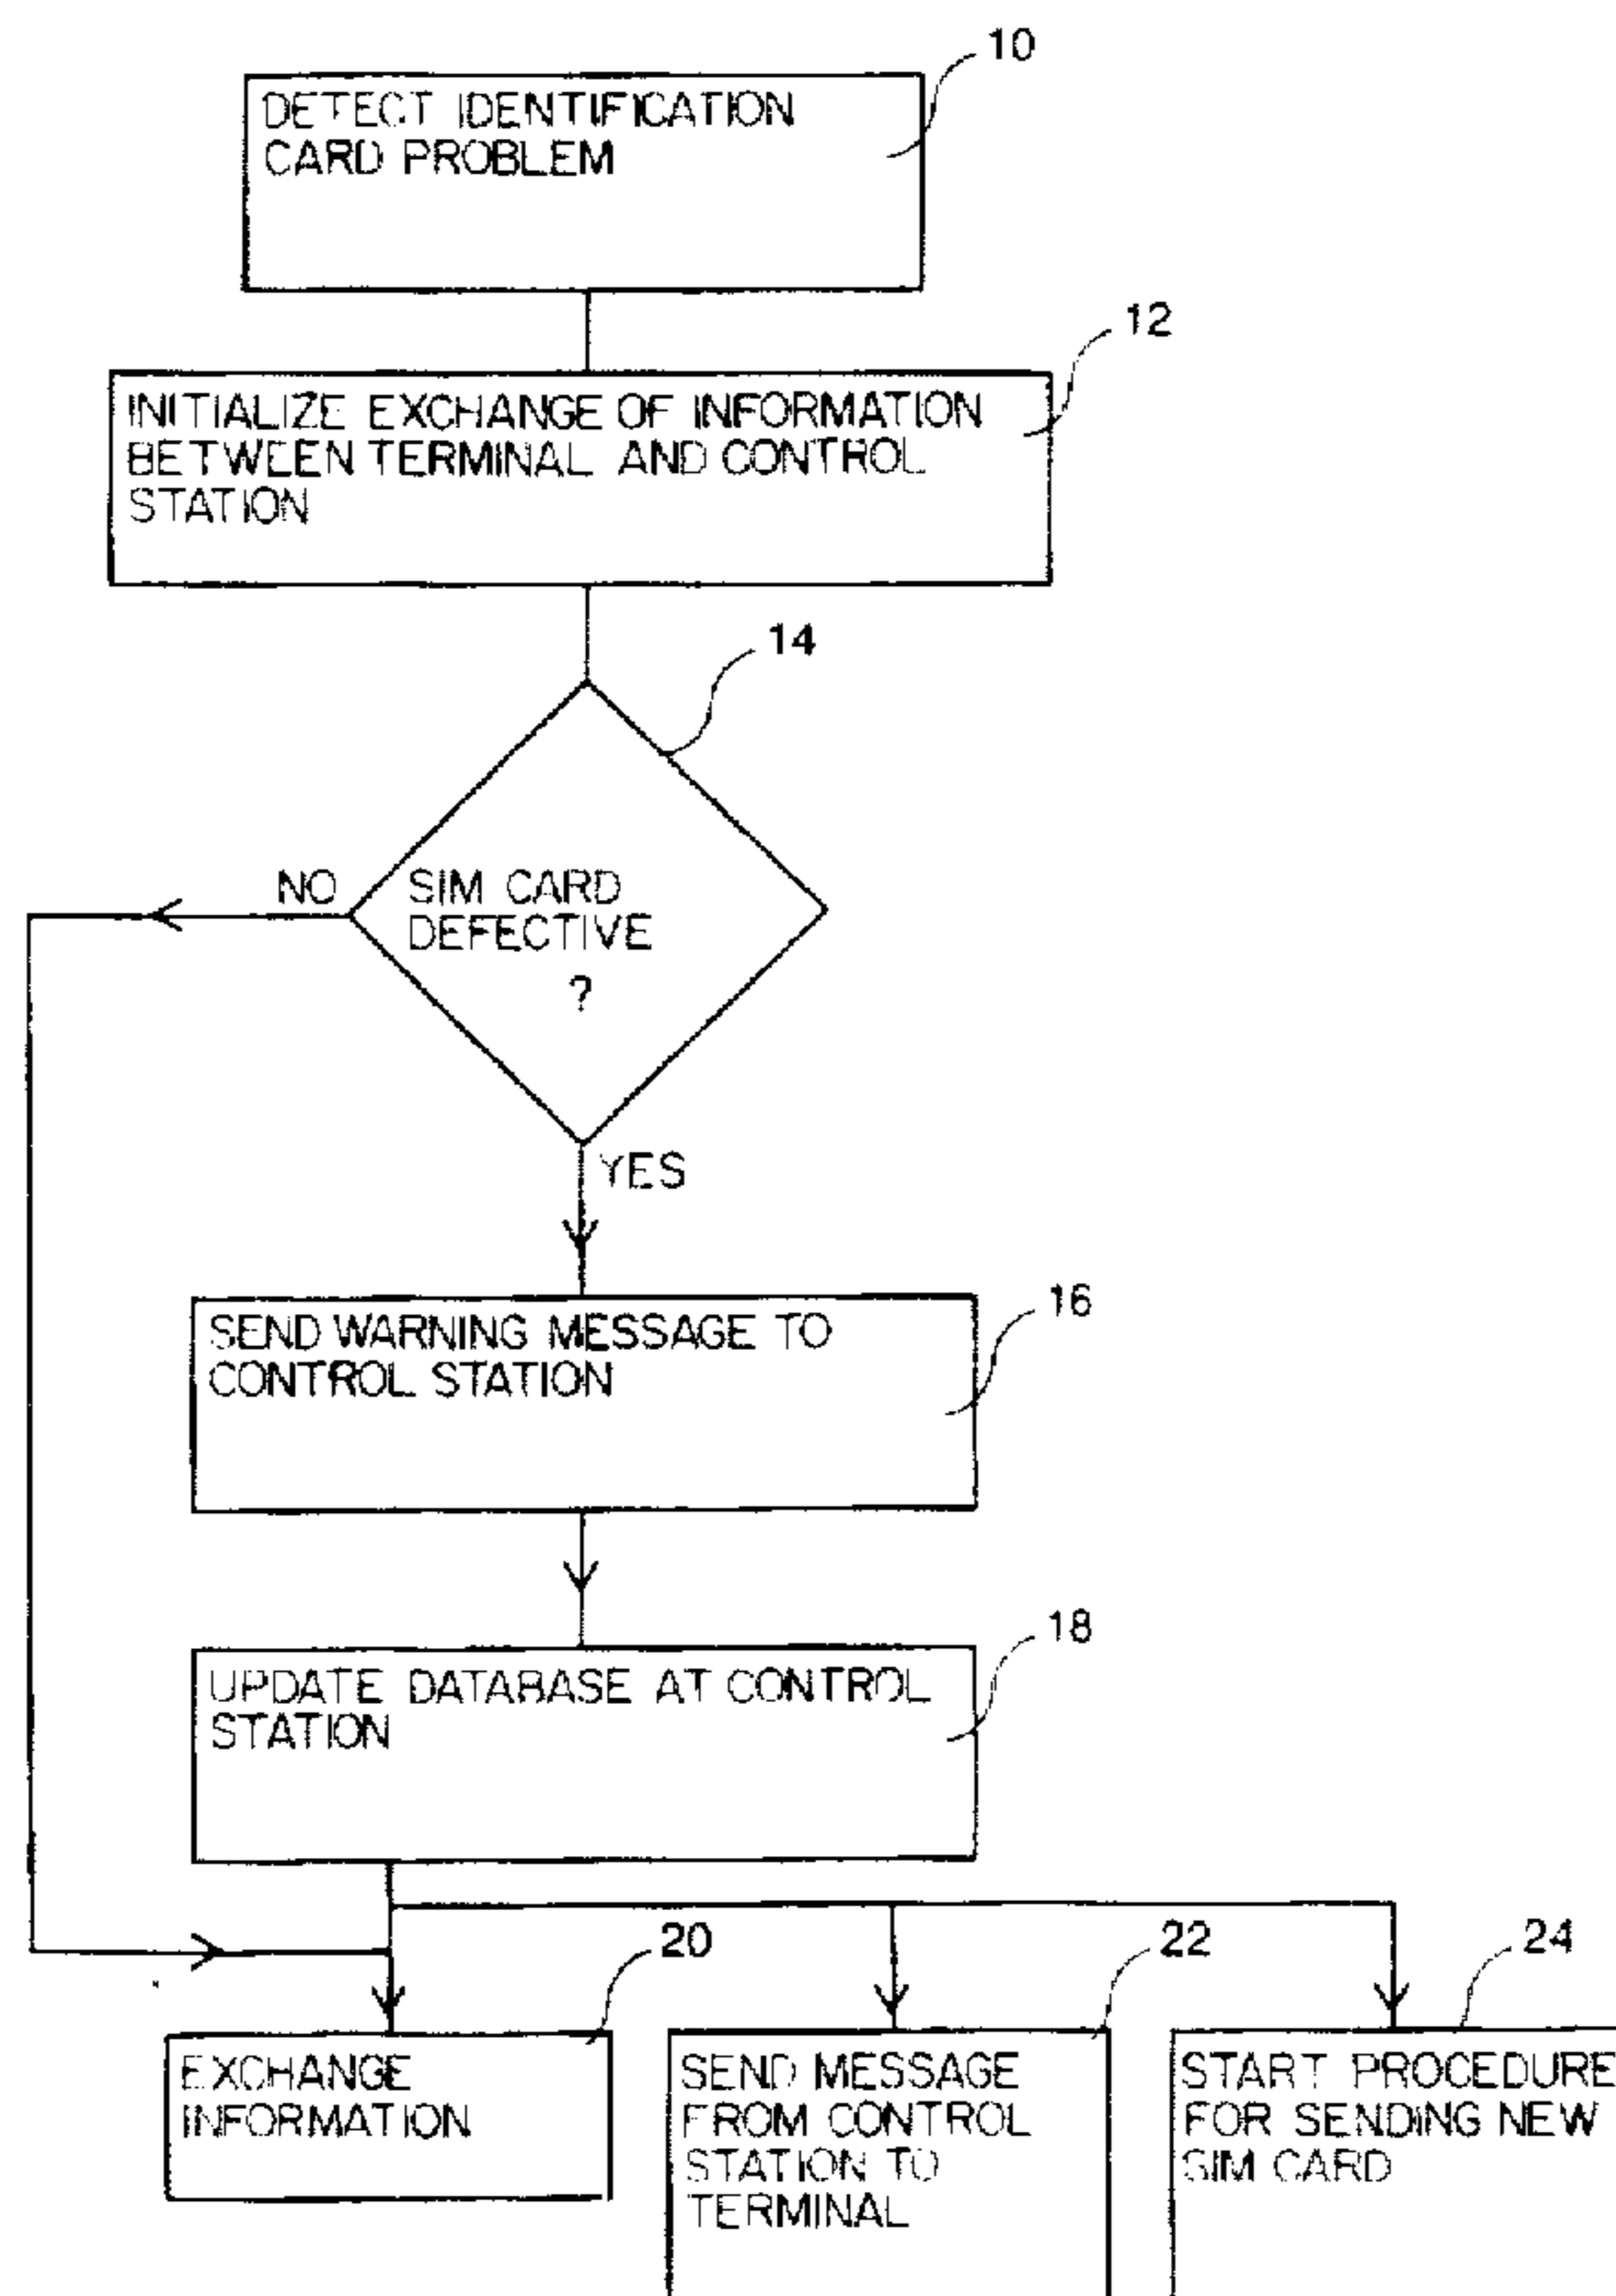 10
DETECT IDENTIFICATION
CARD PROBLEM
12
INITIALIZE EXCHANGE OF INFORMATION
BETWEEN TERMINAL AND CONTROL
STATION
14
NO
SIM CARD
DEFECTIVE
?
YES
16
SEND WARNING MESSAGE TO
CONTROL STATION
18
UPDATE DATABASE AT CONTROL
STATION
20
EXCHANGE
INFORMATION
22
SEND MESSAGE
FROM CONTROL
STATION TO
TERMINAL
24
START PROCEDURE
FOR SENDING NEW
SIM CARD